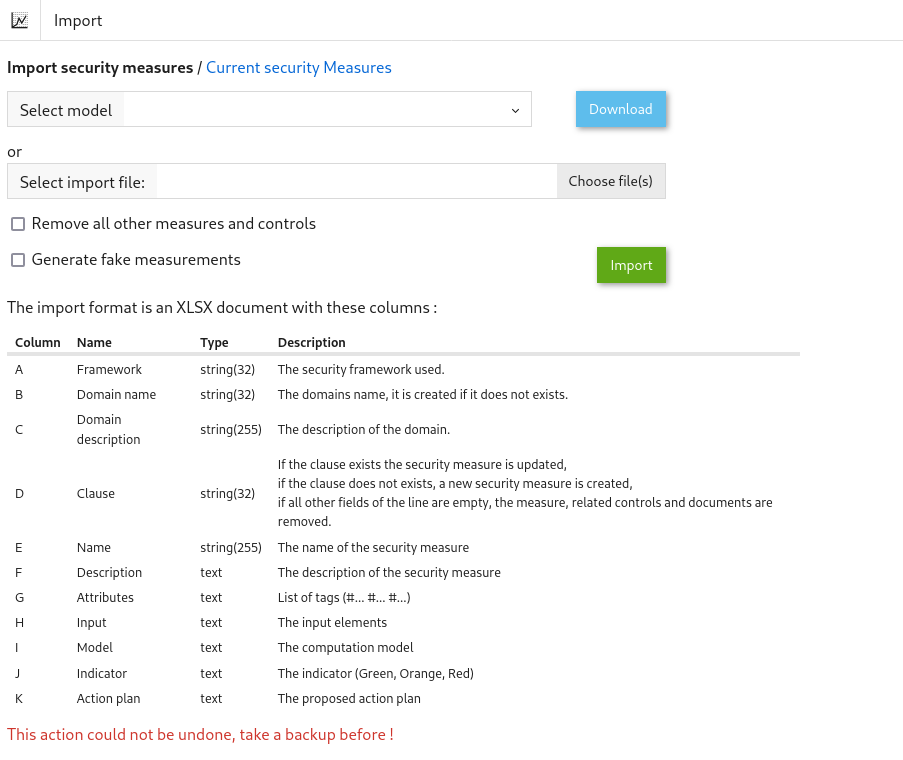 Import
Import security measures / Current security Measures
Select model
Download
or
Select import file:
Choose file(s)
Remove all other measures and controls
Generate fake measurements
Import
The import format is an XLSX document with these columns :
Column Name Type Description
A Framework string(32) The security framework used.
B Domain name string(32) The domains name, it is created if it does not exists.
C Domain description string(255) The description of the domain.
D Clause string(32) If the clause exists the security measure is updated,
if the clause does not exists, a new security measure is created,
if all other fields of the line are empty, the measure, related controls and documents are
removed.
E Name string(255) The name of the security measure
F Description text The description of the security measure
G Attributes text List of tags (#... #... #...)
H Input text The input elements
I Model text The computation model
J Indicator text The indicator (Green, Orange, Red)
K Action plan text The proposed action plan
This action could not be undone, take a backup before !